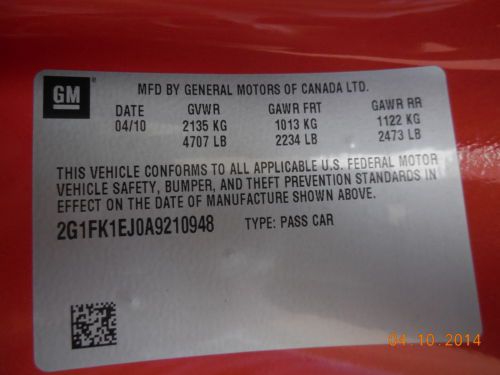 GM
MFD BY GENERAL MOTORS OF CANADA LTD.
DATE GVWR GAWR FRT GAWR RR
04/10 2135 KG 1013 KG 1122 KG
4707 LB 2234 LB 2473 LB
THIS VEHICLE CONFORMS TO ALL APPLICABLE U.S. FEDERAL MOTOR
VEHICLE SAFETY, BUMPER, AND THEFT PREVENTION STANDARDS IN
EFFECT ON THE DATE OF MANUFACTURE SHOWN ABOVE.
2G1FK1EJ0A9210948 TYPE: PASS CAR
04.10.2014